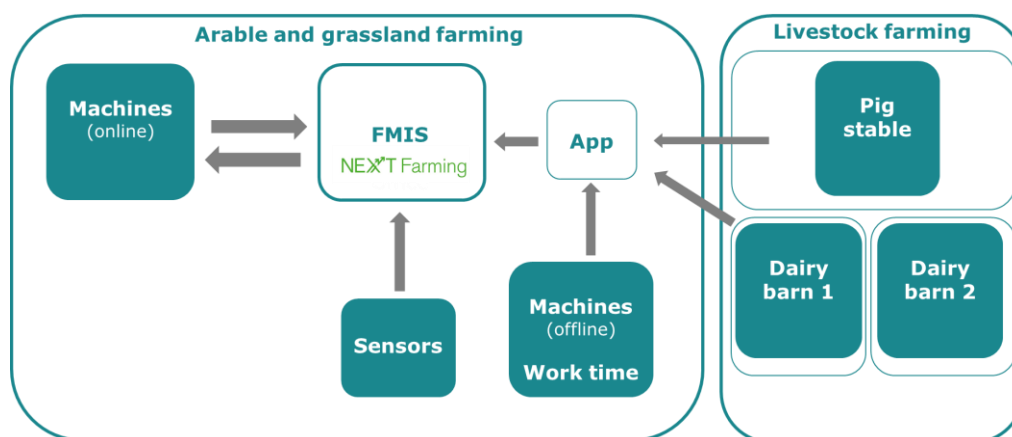 Arable and grassland farming
Livestock farming
Machines
(online)
FMIS
NEXT Farming
App
Pig
stable
Sensors
Machines
(offline)
Work time
Dairy
barn 1
Dairy
barn 2